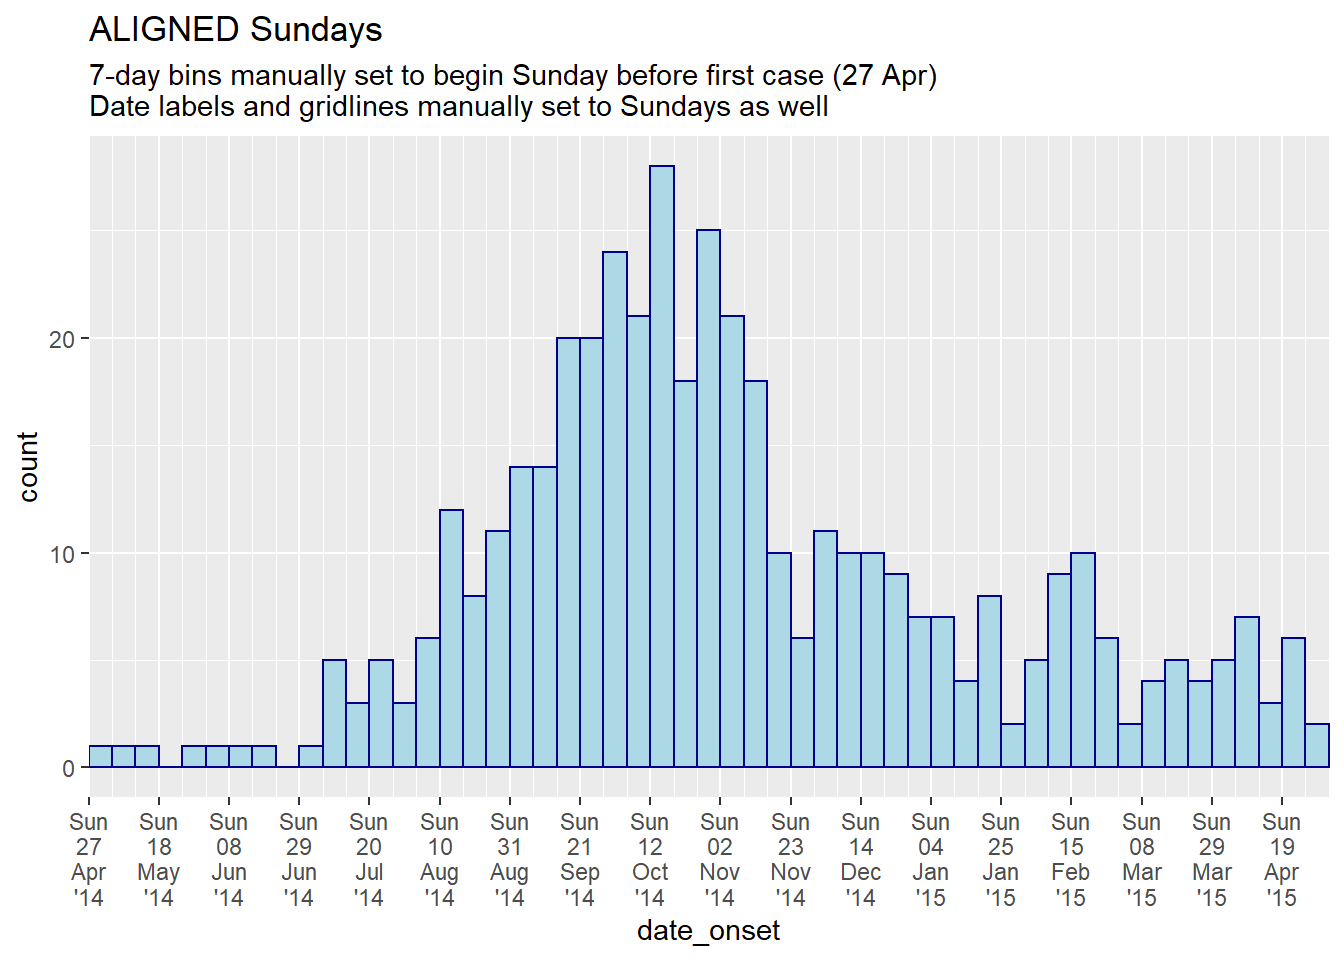 ALIGNED Sundays
7-day bins manually set to begin Sunday before first case (27 Apr)
Date labels and gridlines manually set to Sundays as well
count
20
10
0
Sun Sun Sun Sun Sun Sun Sun Sun Sun Sun Sun Sun Sun Sun Sun Sun Sun Sun
27 18 08 29 20 10 31 21 12 02 23 14 04 25 15 08 29 19
Apr May Jun Jun Jul Aug Aug Sep Oct Nov Nov Dec Jan Jan Feb Mar Mar Apr
'14 '14 '14 '14 '14 '14 '14 '14 '14 '14 '14 '14 '15 '15 '15 '15 '15 '15
date_onset